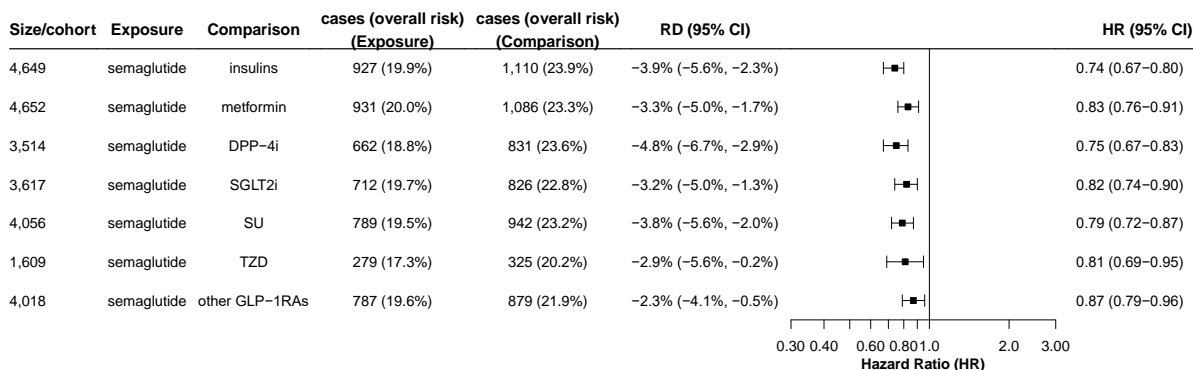 Size/cohort Exposure Comparison cases (overall risk) (Exposure) cases (overall risk) (Comparison) RD (95% CI) HR (95% CI)
4,649 semaglutide insulins 927 (19.9%) 1,110 (23.9%) −3.9% (−5.6%, −2.3%) 0.74 (0.67−0.80)
4,652 semaglutide metformin 931 (20.0%) 1,086 (23.3%) −3.3% (−5.0%, −1.7%) 0.83 (0.76−0.91)
3,514 semaglutide DPP−4i 662 (18.8%) 831 (23.6%) −4.8% (−6.7%, −2.9%) 0.75 (0.67−0.83)
3,617 semaglutide SGLT2i 712 (19.7%) 826 (22.8%) −3.2% (−5.0%, −1.3%) 0.82 (0.74−0.90)
4,056 semaglutide SU 789 (19.5%) 942 (23.2%) −3.8% (−5.6%, −2.0%) 0.79 (0.72−0.87)
1,609 semaglutide TZD 279 (17.3%) 325 (20.2%) −2.9% (−5.6%, −0.2%) 0.81 (0.69−0.95)
4,018 semaglutide other GLP−1RAs 787 (19.6%) 879 (21.9%) −2.3% (−4.1%, −0.5%) 0.87 (0.79−0.96)
0.30 0.40 0.60 0.80 1.0 2.0 3.00
Hazard Ratio (HR)